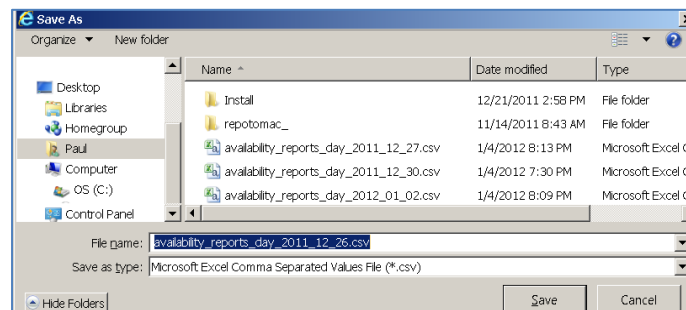 Save As
Organize New folder
Name Date modified Type
Desktop
Libraries
Homegroup
Paul
Computer
OS (C:)
Control Panel
Install 12/21/2011 2:58 PM File folder
repotomac_ 11/14/2011 8:43 AM File folder
availability_reports_day_2011_12_27.csv 1/4/2012 8:13 PM Microsoft Excel C
availability_reports_day_2011_12_30.csv 1/4/2012 7:30 PM Microsoft Excel C
availability_reports_day_2012_01_02.csv 1/4/2012 8:09 PM Microsoft Excel C
File name: availability_reports_day_2011_12_26.csv
Save as type: Microsoft Excel Comma Separated Values File (*.csv)
Hide Folders Save Cancel